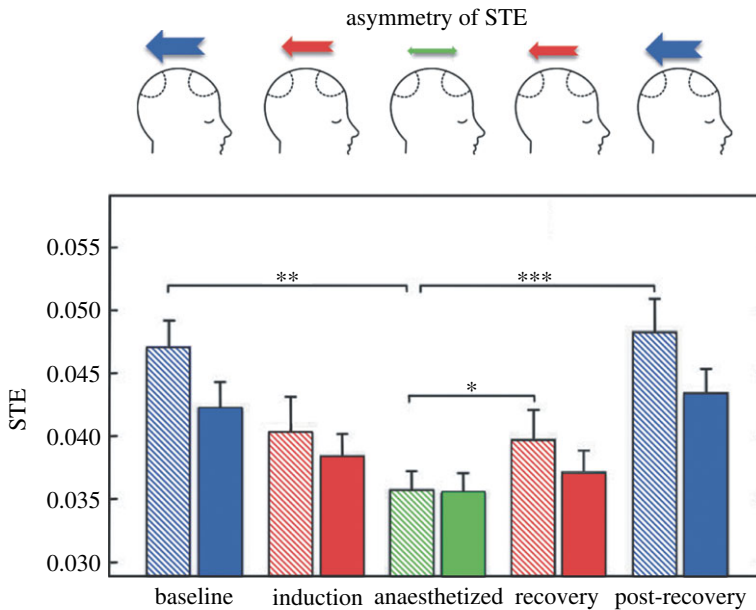 asymmetry of STE
0.055
** ***
0.050
0.045
*
STE
0.040
0.035
0.030
baseline induction anaesthetized recovery post-recovery